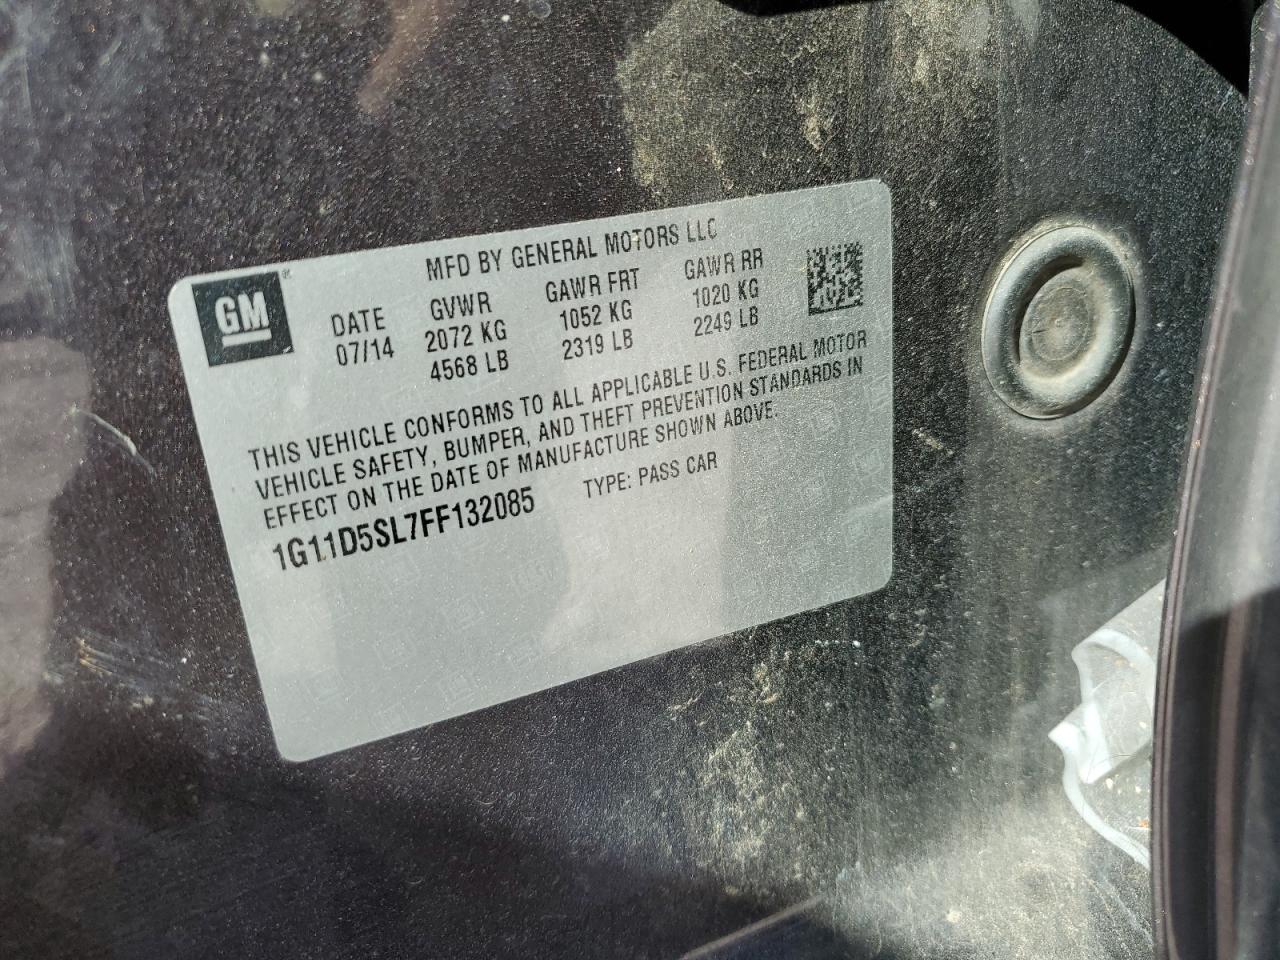 GM
MFD BY GENERAL MOTORS LLC
DATE GVWR GAWR FRT GAWR RR
07/14 2072 KG 1052 KG 1020 KG
4568 LB 2319 LB 2249 LB
THIS VEHICLE CONFORMS TO ALL APPLICABLE U.S. FEDERAL MOTOR
VEHICLE SAFETY, BUMPER, AND THEFT PREVENTION STANDARDS IN
EFFECT ON THE DATE OF MANUFACTURE SHOWN ABOVE.
1G11D5SL7FF132085 TYPE: PASS CAR